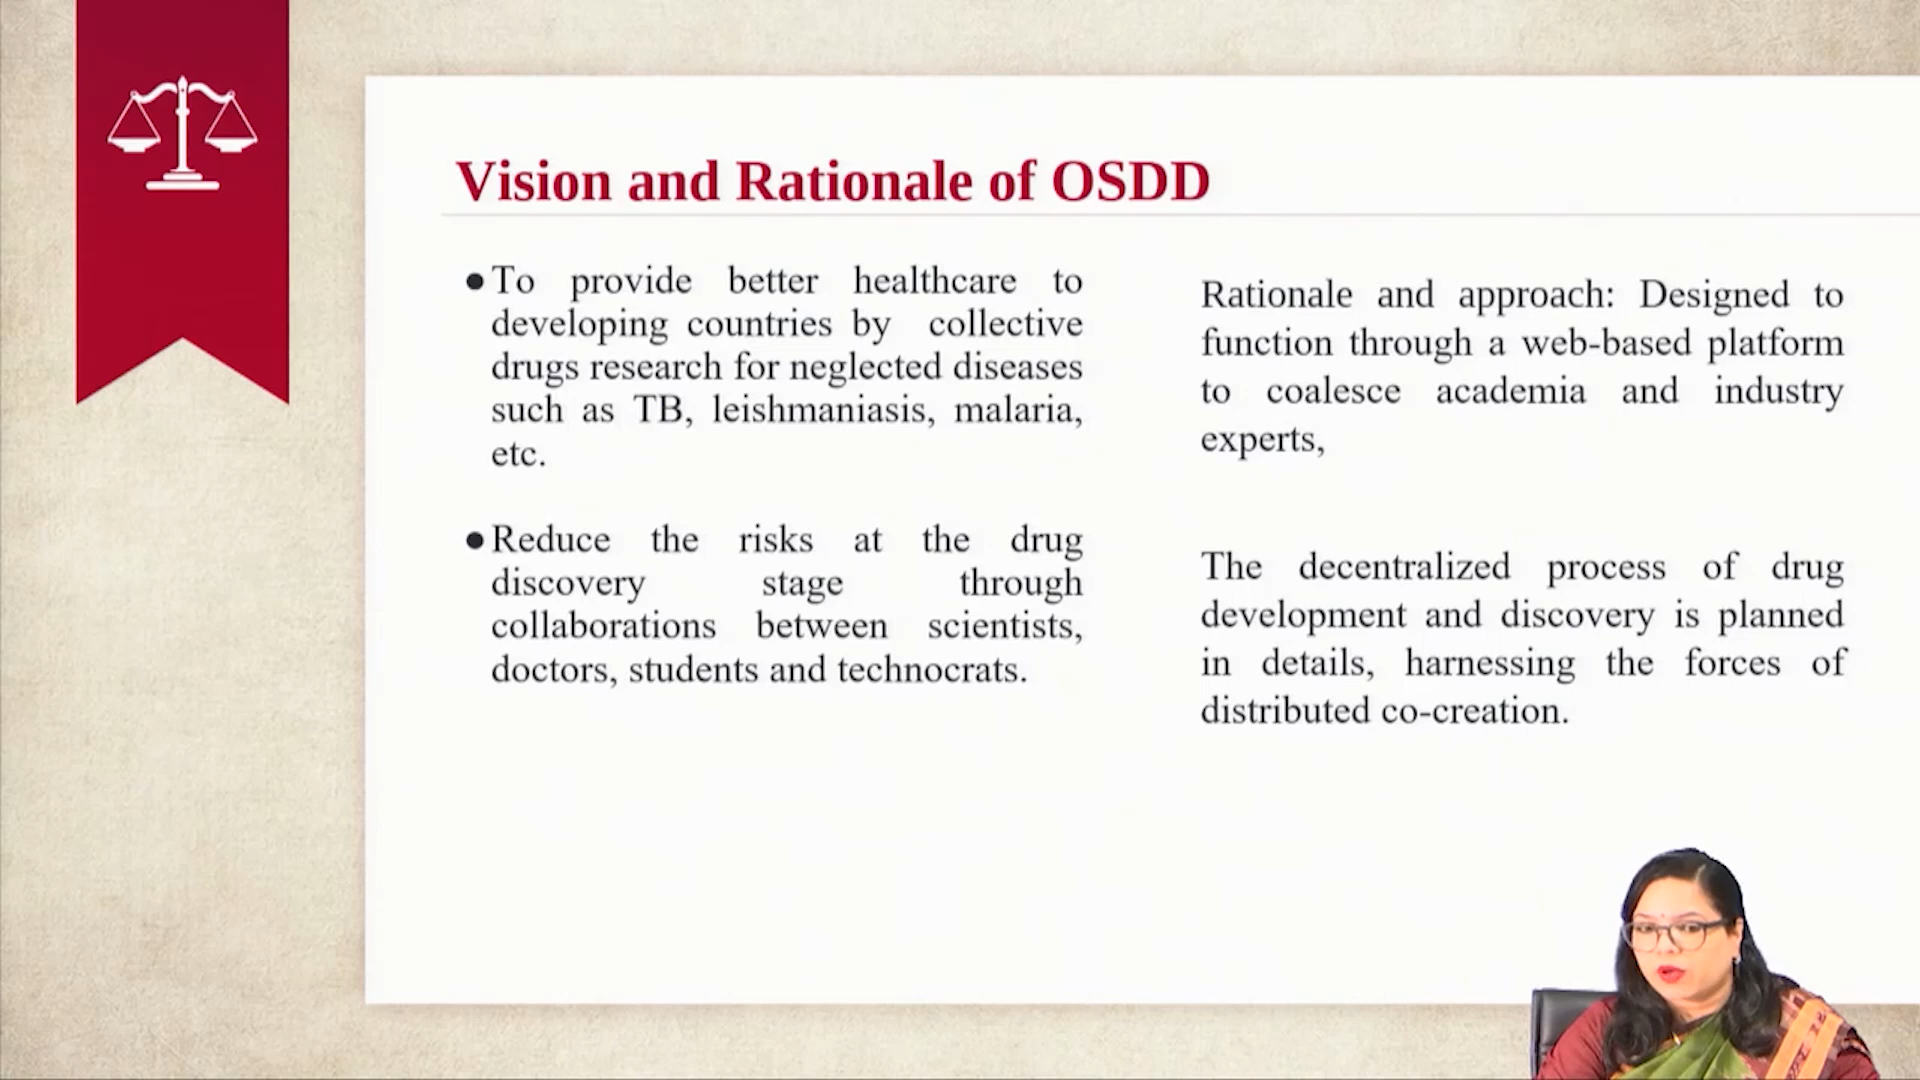 Vision and Rationale of OSDD
●To provide better healthcare to
developing countries by collective
drugs research for neglected diseases
such as TB, leishmaniasis, malaria,
etc.
●Reduce the risks at the drug
discovery stage through
collaborations between scientists,
doctors, students and technocrats.
Rationale and approach: Designed to
function through a web-based platform
to coalesce academia and industry
experts,
The decentralized process of drug
development and discovery is planned
in details, harnessing the forces of
distributed co-creation.